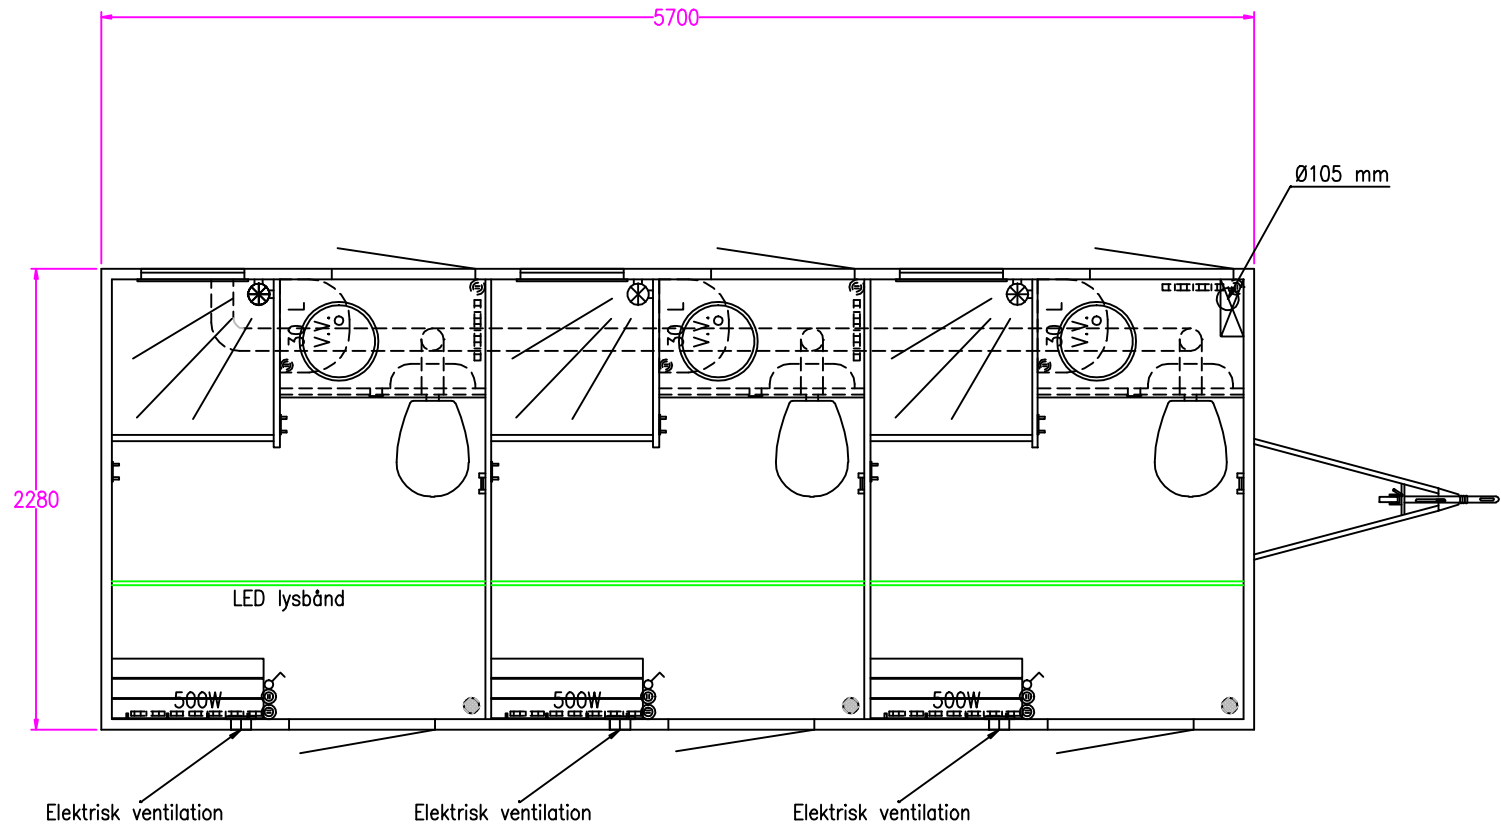 5700
Ø105 mm
30 L
V.V.
30 L
V.V.
30 L
V.V.
2280
LED lysbånd
500W
500W
500W
Elektrisk ventilation
Elektrisk ventilation
Elektrisk ventilation